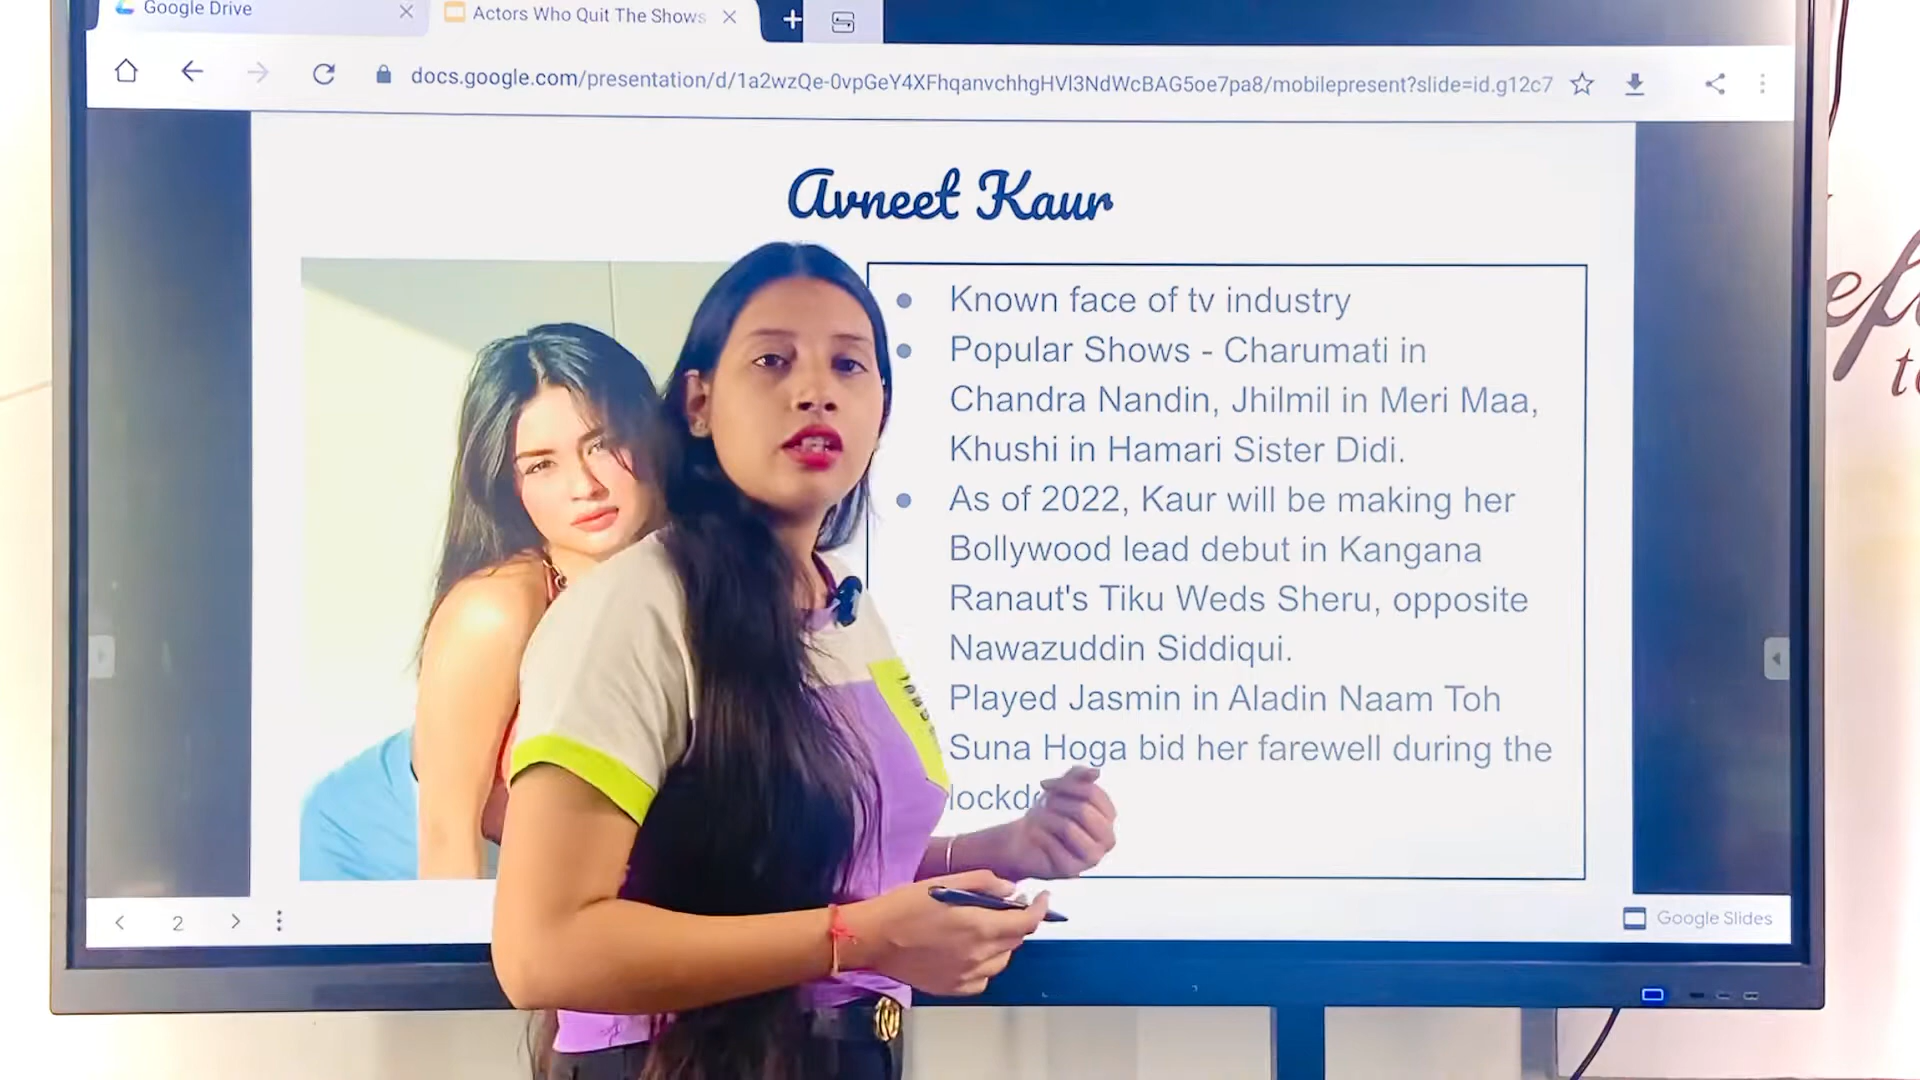 Google Drive
Actors Who Quit The Shows
docs.google.com/presentation/d/1a2wzQe-0vpGeY4XFhqanvchhgHVl3NdWcBAG5oe7pa8/mobilepresent?slide=id.g12c7
Avneet Kaur
Known face of tv industry
Popular Shows - Charumati in
Chandra Nandin, Jhilmil in Meri Maa,
Khushi in Hamari Sister Didi.
As of 2022, Kaur will be making her
Bollywood lead debut in Kangana
Ranaut's Tiku Weds Sheru, opposite
Nawazuddin Siddiqui.
Played Jasmin in Aladin Naam Toh
Suna Hoga bid her farewell during the
2
Google Slides